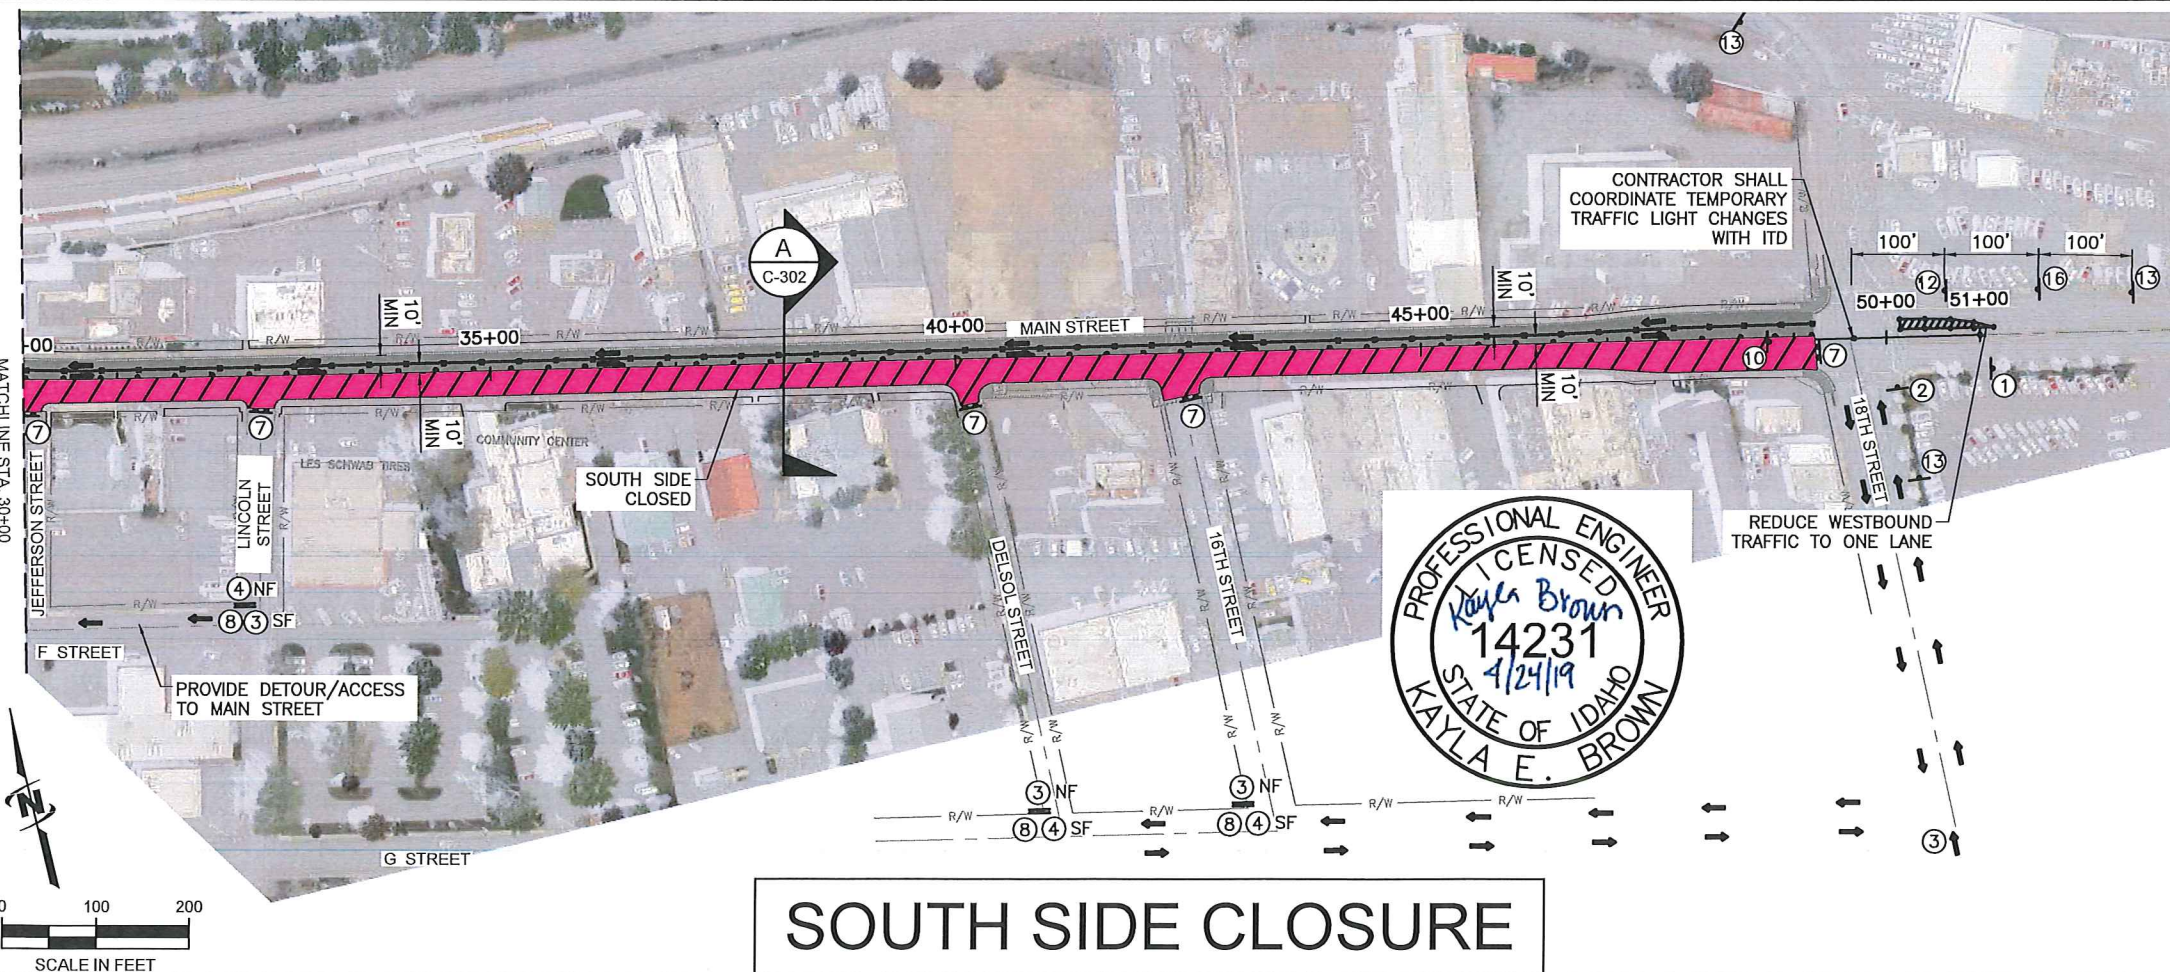 13
CONTRACTOR SHALL
COORDINATE TEMPORARY
TRAFFIC LIGHT CHANGES
WITH ITD
R/W
A
C-302
100' 100' 100'
12 16 13
50+00 51+00
10'
MIN
10'
MIN
R/W R/W R/W R/W R/W R/W R/W R/W R/W R/W
+00 35+00 40+00 MAIN STREET 45+00
10 7
10'
MIN
10'
MIN
2 1
7 7 7 7
R/W R/W R/W R/W R/W R/W R/W
MATCHLINE STA. 30+00
JEFFERSON STREET
R/W
LINCOLN
STREET
R/W
LES SCHWAB TIRES
COMMUNITY CENTER
SOUTH SIDE
CLOSED
18TH STREET
13
REDUCE WESTBOUND
TRAFFIC TO ONE LANE
DELSOL STREET
R/W R/W
16TH STREET
R/W R/W
4 NF
R/W
8 3 SF
F STREET
PROVIDE DETOUR/ACCESS
TO MAIN STREET
PROFESSIONAL ENGINEER
LICENSED
Kayla Brown
14231
4/24/19
STATE OF IDAHO
KAYLA E. BROWN
N
R/W R/W R/W R/W
3 NF 3 NF
R/W R/W R/W R/W
8 4 SF 8 4 SF
3
G STREET
0 100 200
SCALE IN FEET
SOUTH SIDE CLOSURE